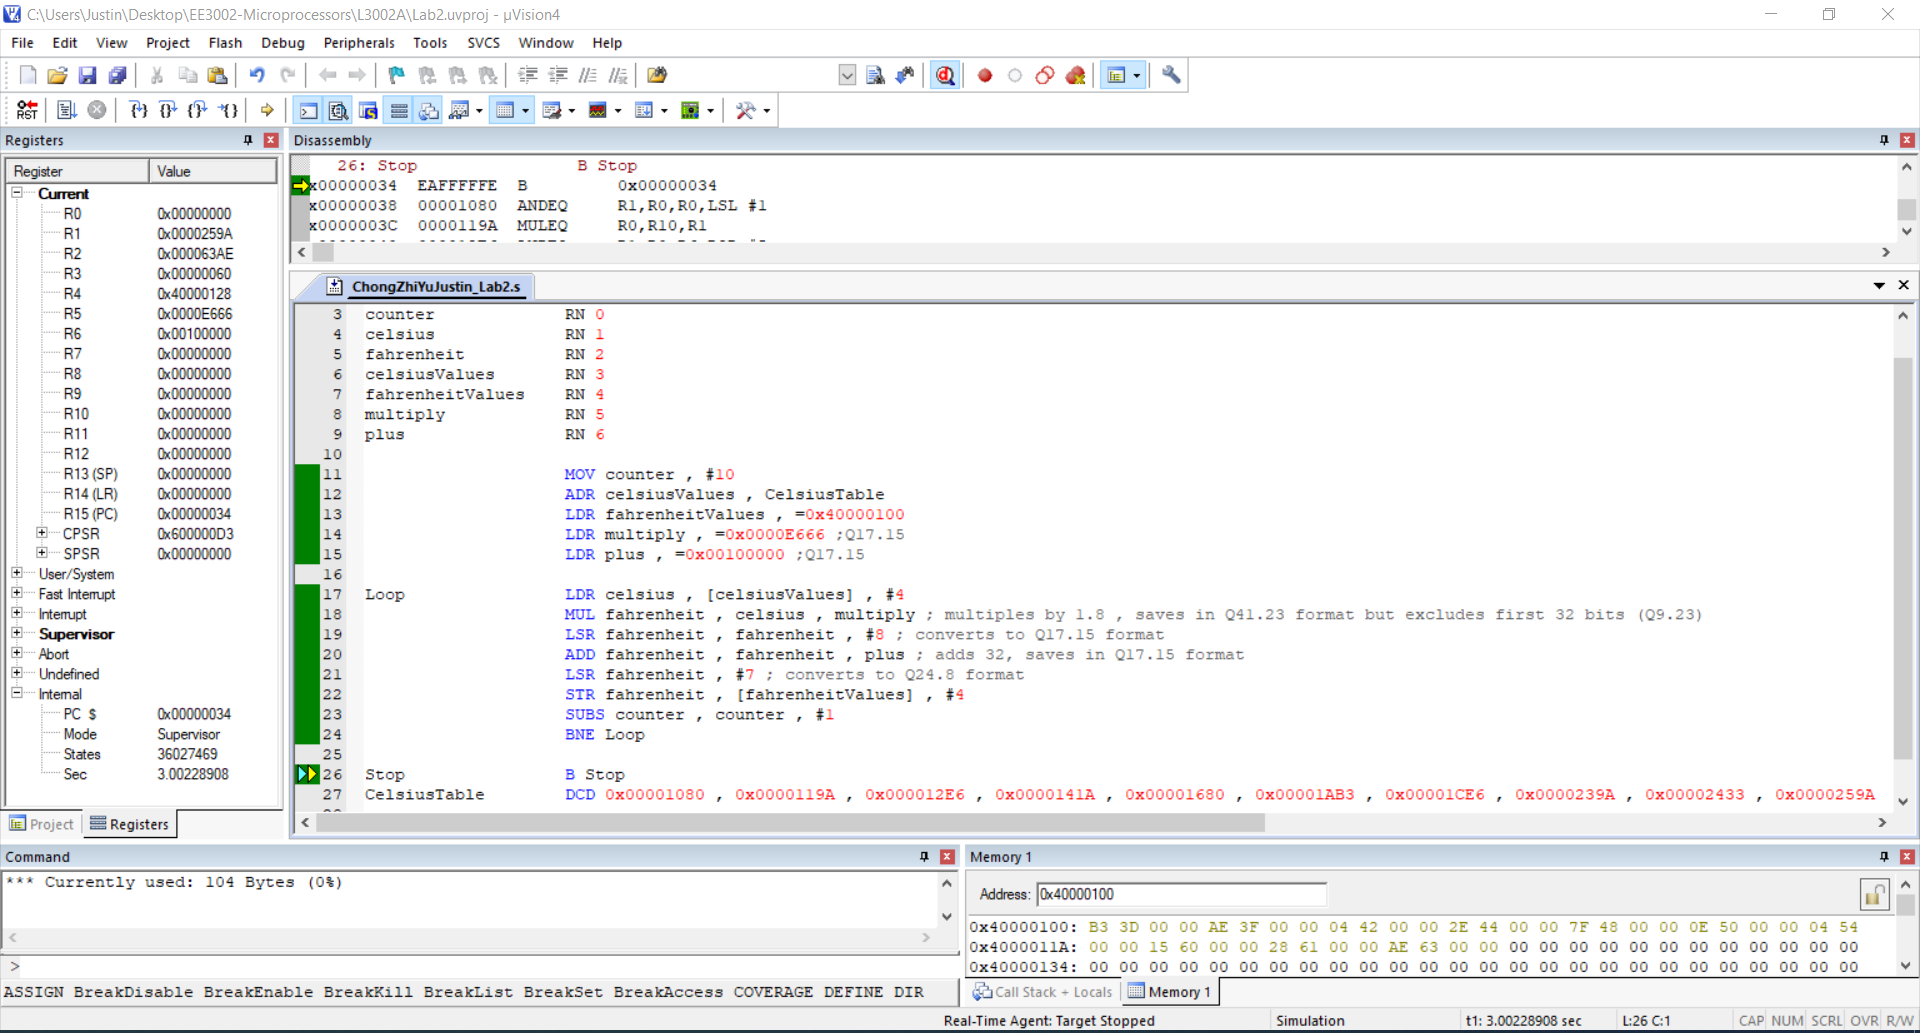 C:\Users\Justin\Desktop\EE3002-Microprocessors\L3002A\Lab2.uvproj - µVision4
File Edit View Project Flash Debug Peripherals Tools SVCS Window Help
Registers
Register Value
Current
R0 0x00000000
R1 0x0000259A
R2 0x000063AE
R3 0x00000060
R4 0x40000128
R5 0x0000E666
R6 0x00100000
R7 0x00000000
R8 0x00000000
R9 0x00000000
R10 0x00000000
R11 0x00000000
R12 0x00000000
R13 (SP) 0x00000000
R14 (LR) 0x00000000
R15 (PC) 0x00000034
CPSR 0x600000D3
SPSR 0x00000000
User/System
Fast Interrupt
Interrupt
Supervisor
Abort
Undefined
Internal
PC $ 0x00000034
Mode Supervisor
States 36027469
Sec 3.00228908
Project Registers
Disassembly
26: Stop B Stop
x00000034 EAFFFFFE B 0x00000034
x00000038 00001080 ANDEQ R1,R0,R0,LSL #1
x0000003C 0000119A MULEQ R0,R10,R1
ChongZhiYuJustin_Lab2.s
3 counter RN 0
4 celsius RN 1
5 fahrenheit RN 2
6 celsiusValues RN 3
7 fahrenheitValues RN 4
8 multiply RN 5
9 plus RN 6
10
11 MOV counter , #10
12 ADR celsiusValues , CelsiusTable
13 LDR fahrenheitValues , =0x40000100
14 LDR multiply , =0x0000E666 ;Q17.15
15 LDR plus , =0x00100000 ;Q17.15
16
17 Loop LDR celsius , [celsiusValues] , #4
18 MUL fahrenheit , celsius , multiply ; multiples by 1.8 , saves in Q41.23 format but excludes first 32 bits (Q9.23)
19 LSR fahrenheit , fahrenheit , #8 ; converts to Q17.15 format
20 ADD fahrenheit , fahrenheit , plus ; adds 32, saves in Q17.15 format
21 LSR fahrenheit , #7 ; converts to Q24.8 format
22 STR fahrenheit , [fahrenheitValues] , #4
23 SUBS counter , counter , #1
24 BNE Loop
25
26 Stop B Stop
27 CelsiusTable DCD 0x00001080 , 0x0000119A , 0x000012E6 , 0x0000141A , 0x00001680 , 0x00001AB3 , 0x00001CE6 , 0x0000239A , 0x00002433 , 0x0000259A
Command
*** Currently used: 104 Bytes (0%)
>
ASSIGN BreakDisable BreakEnable BreakKill BreakList BreakSet BreakAccess COVERAGE DEFINE DIR
Memory 1
Address: 0x40000100
0x40000100: B3 3D 00 00 AE 3F 00 00 04 42 00 00 2E 44 00 00 7F 48 00 00 0E 50 00 00 04 54
0x4000011A: 00 00 15 60 00 00 28 61 00 00 AE 63 00 00 00 00 00 00 00 00 00 00 00 00 00 00
0x40000134: 00 00 00 00 00 00 00 00 00 00 00 00 00 00 00 00 00 00 00 00 00 00 00 00 00 00
Call Stack + Locals Memory 1
Real-Time Agent: Target Stopped Simulation t1: 3.00228908 sec L:26 C:1 CAP NUM SCRL OVR R/W